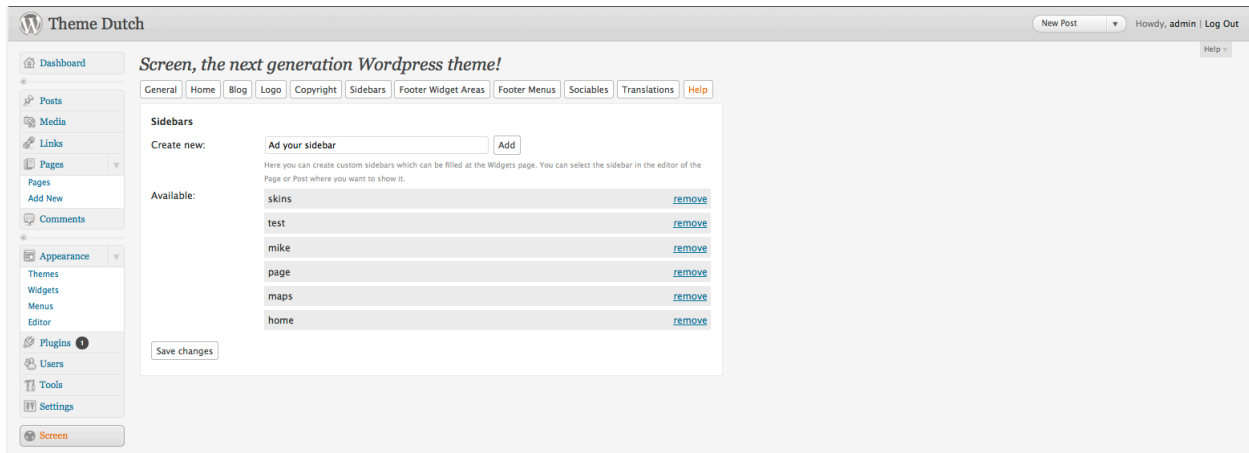 Theme Dutch
New Post
Howdy, admin | Log Out
Help
Dashboard
Posts
Media
Links
Pages
Pages
Add New
Comments
Appearance
Themes
Widgets
Menus
Editor
Plugins 1
Users
Tools
Settings
Screen
Screen, the next generation Wordpress theme!
General Home Blog Logo Copyright Sidebars Footer Widget Areas Footer Menus Sociables Translations Help
Sidebars
Create new: Ad your sidebar Add
Here you can create custom sidebars which can be filled at the Widgets page. You can select the sidebar in the editor of the
Page or Post where you want to show it.
Available: skins remove
test remove
mike remove
page remove
maps remove
home remove
Save changes